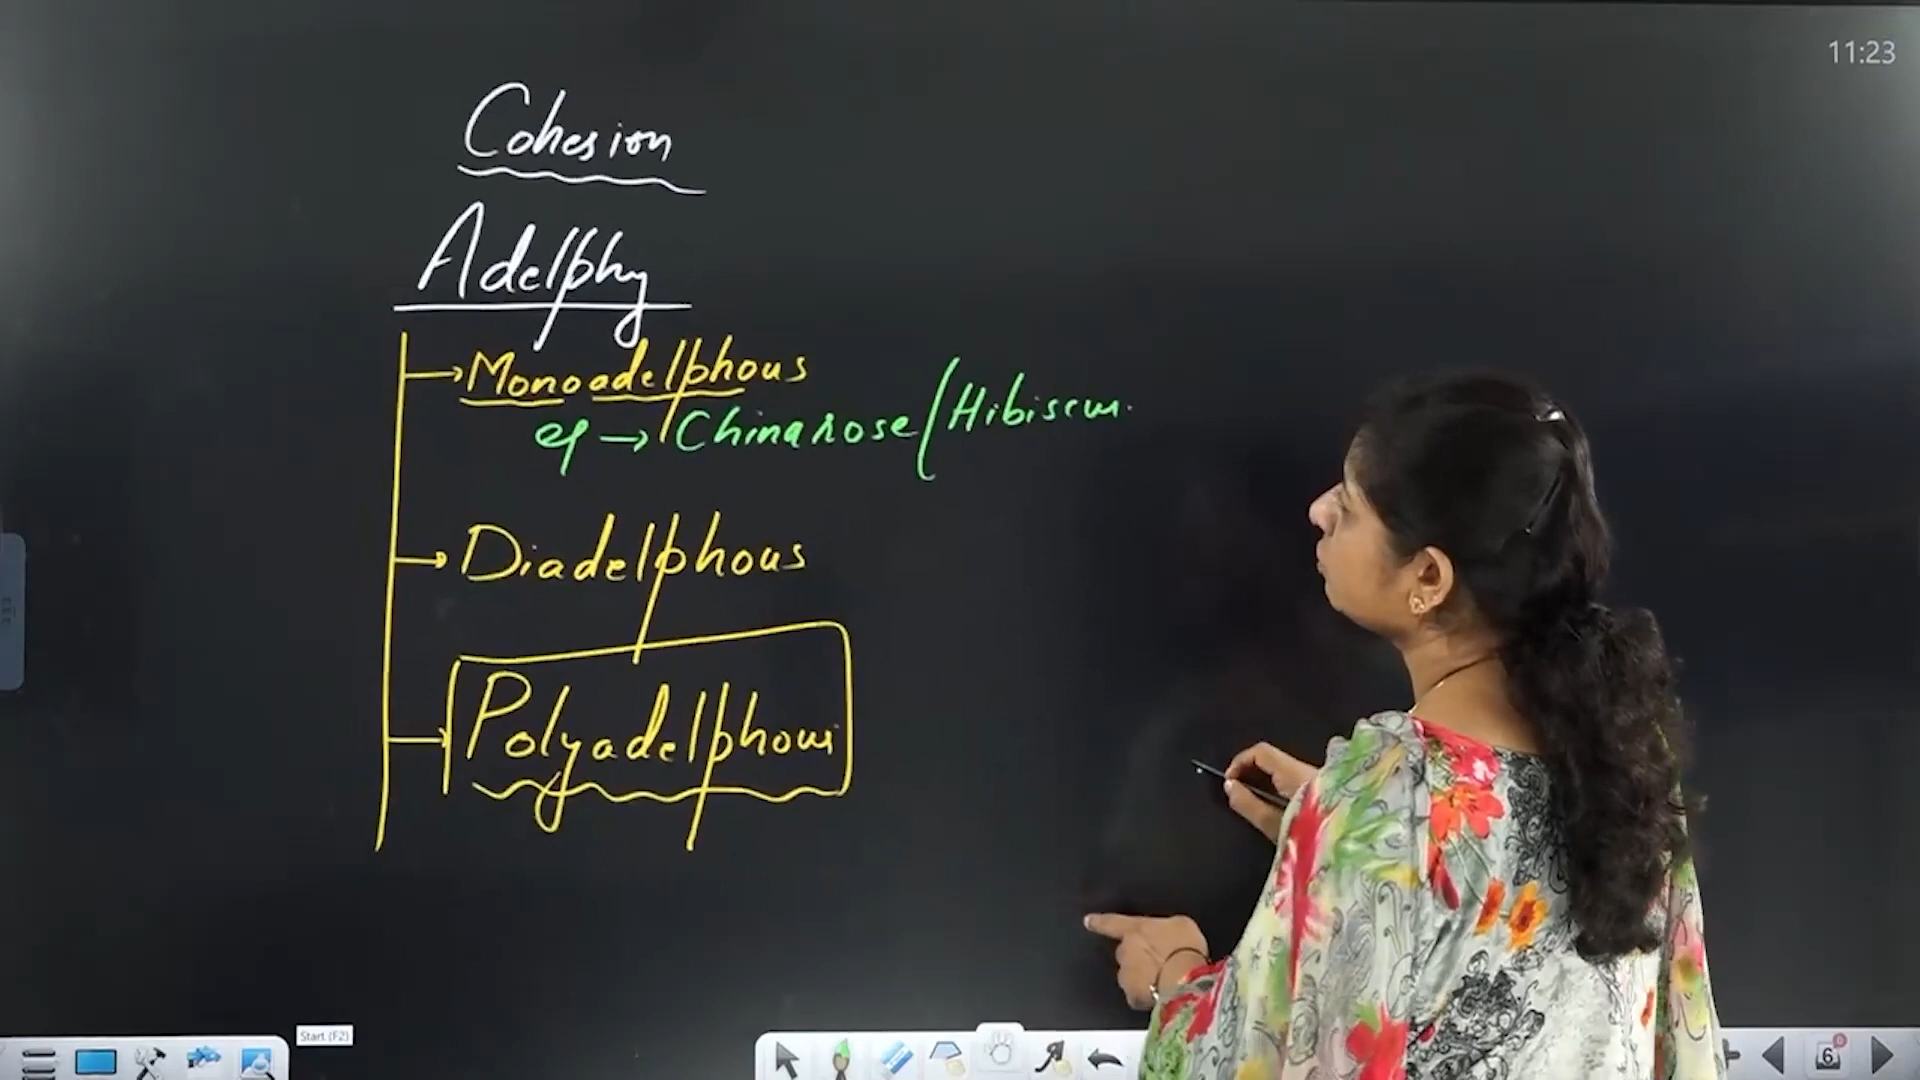 11:23
Cohesion
Adelphy
Monoadelphous
eg → Chinarose/Hibiscus
Diadelphous
Polyadelphous
Start (F2)
6